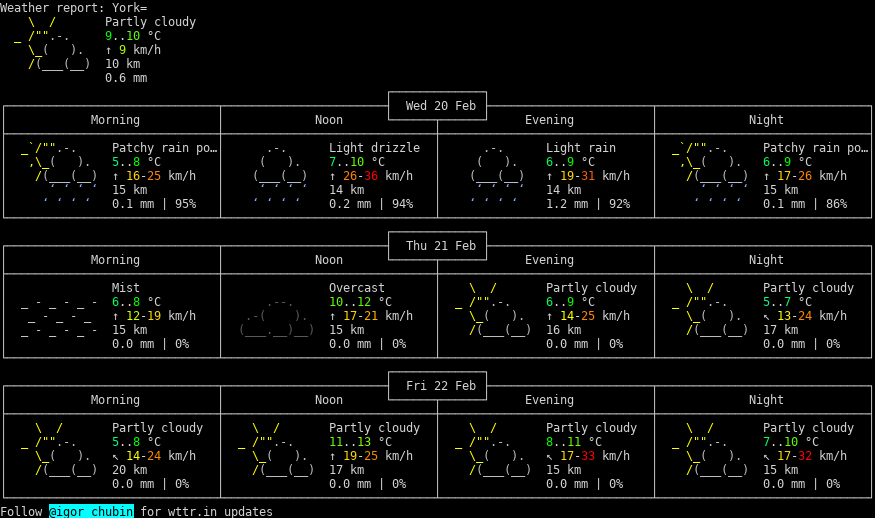 Weather report: York=
Partly cloudy
9..10 °C
↑ 9 km/h
10 km
0.6 mm
Wed 20 Feb
Morning Noon Evening Night
Patchy rain po… Light drizzle Light rain Patchy rain po…
5..8 °C 7..10 °C 6..9 °C 6..9 °C
↑ 16-25 km/h ↑ 26-36 km/h ↑ 19-31 km/h ↑ 17-26 km/h
15 km 14 km 14 km 15 km
0.1 mm | 95% 0.2 mm | 94% 1.2 mm | 92% 0.1 mm | 86%
Thu 21 Feb
Morning Noon Evening Night
Mist Overcast Partly cloudy Partly cloudy
6..8 °C 10..12 °C 6..9 °C 5..7 °C
↑ 12-19 km/h ↑ 17-21 km/h ↑ 14-25 km/h ↖ 13-24 km/h
15 km 15 km 16 km 17 km
0.0 mm | 0% 0.0 mm | 0% 0.0 mm | 0% 0.0 mm | 0%
Fri 22 Feb
Morning Noon Evening Night
Partly cloudy Partly cloudy Partly cloudy Partly cloudy
5..8 °C 11..13 °C 8..11 °C 7..10 °C
↖ 14-24 km/h ↑ 19-25 km/h ↖ 17-33 km/h ↖ 17-32 km/h
20 km 17 km 15 km 15 km
0.0 mm | 0% 0.0 mm | 0% 0.0 mm | 0% 0.0 mm | 0%
Follow @igor_chubin for wttr.in updates